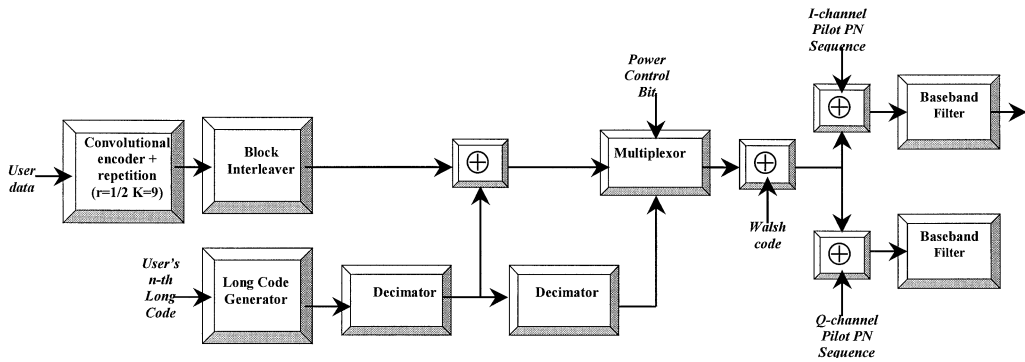 I-channel
Pilot PN
Sequence
Power
Control
Bit
Baseband
Filter
Convolutional
encoder +
repetition
(r=1/2 K=9)
Block
Interleaver
Multiplexor
User
data
Walsh
code
User's
n-th
Long
Code
Long Code
Generator
Decimator
Decimator
Baseband
Filter
Q-channel
Pilot PN
Sequence